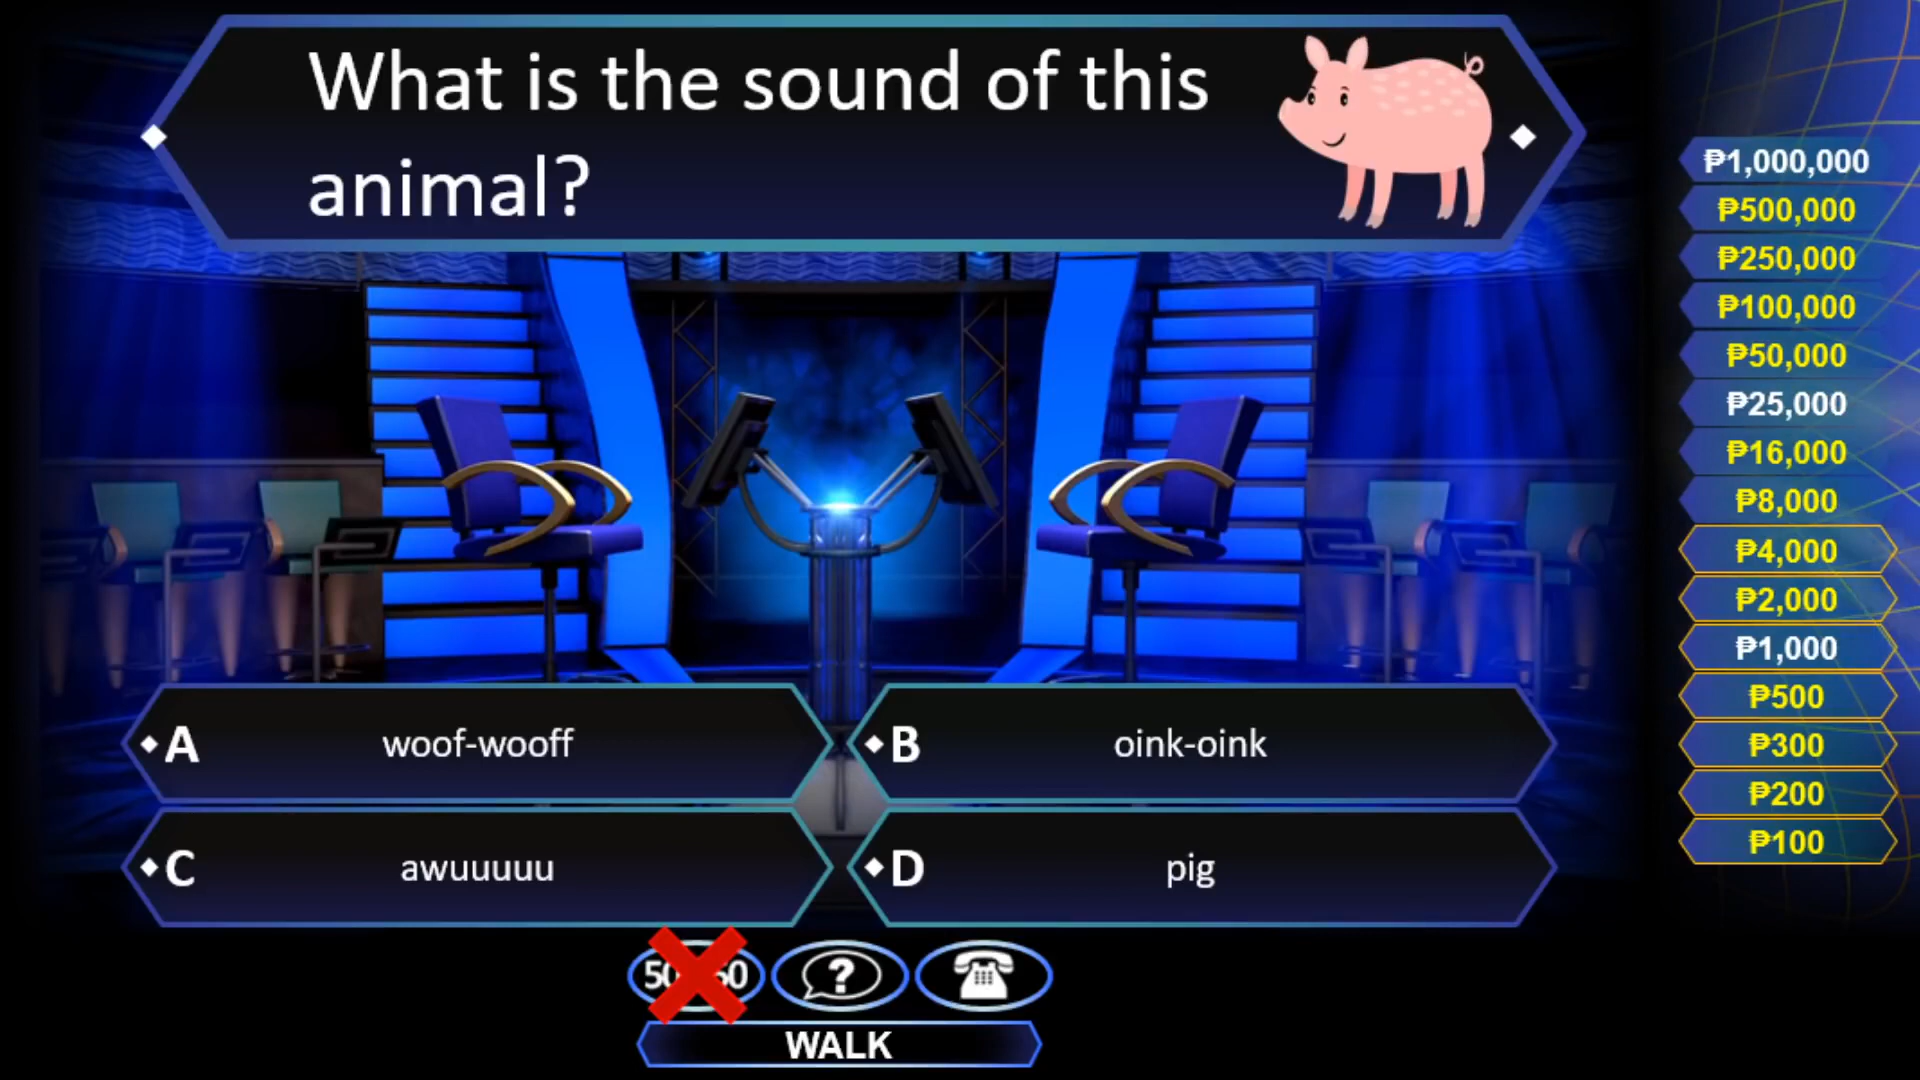 What is the sound of this
animal?
₱1,000,000
₱500,000
₱250,000
₱100,000
₱50,000
₱25,000
₱16,000
₱8,000
₱4,000
₱2,000
₱1,000
₱500
₱300
₱200
₱100
A woof-wooff
B oink-oink
C awuuuuu
D pig
?
WALK